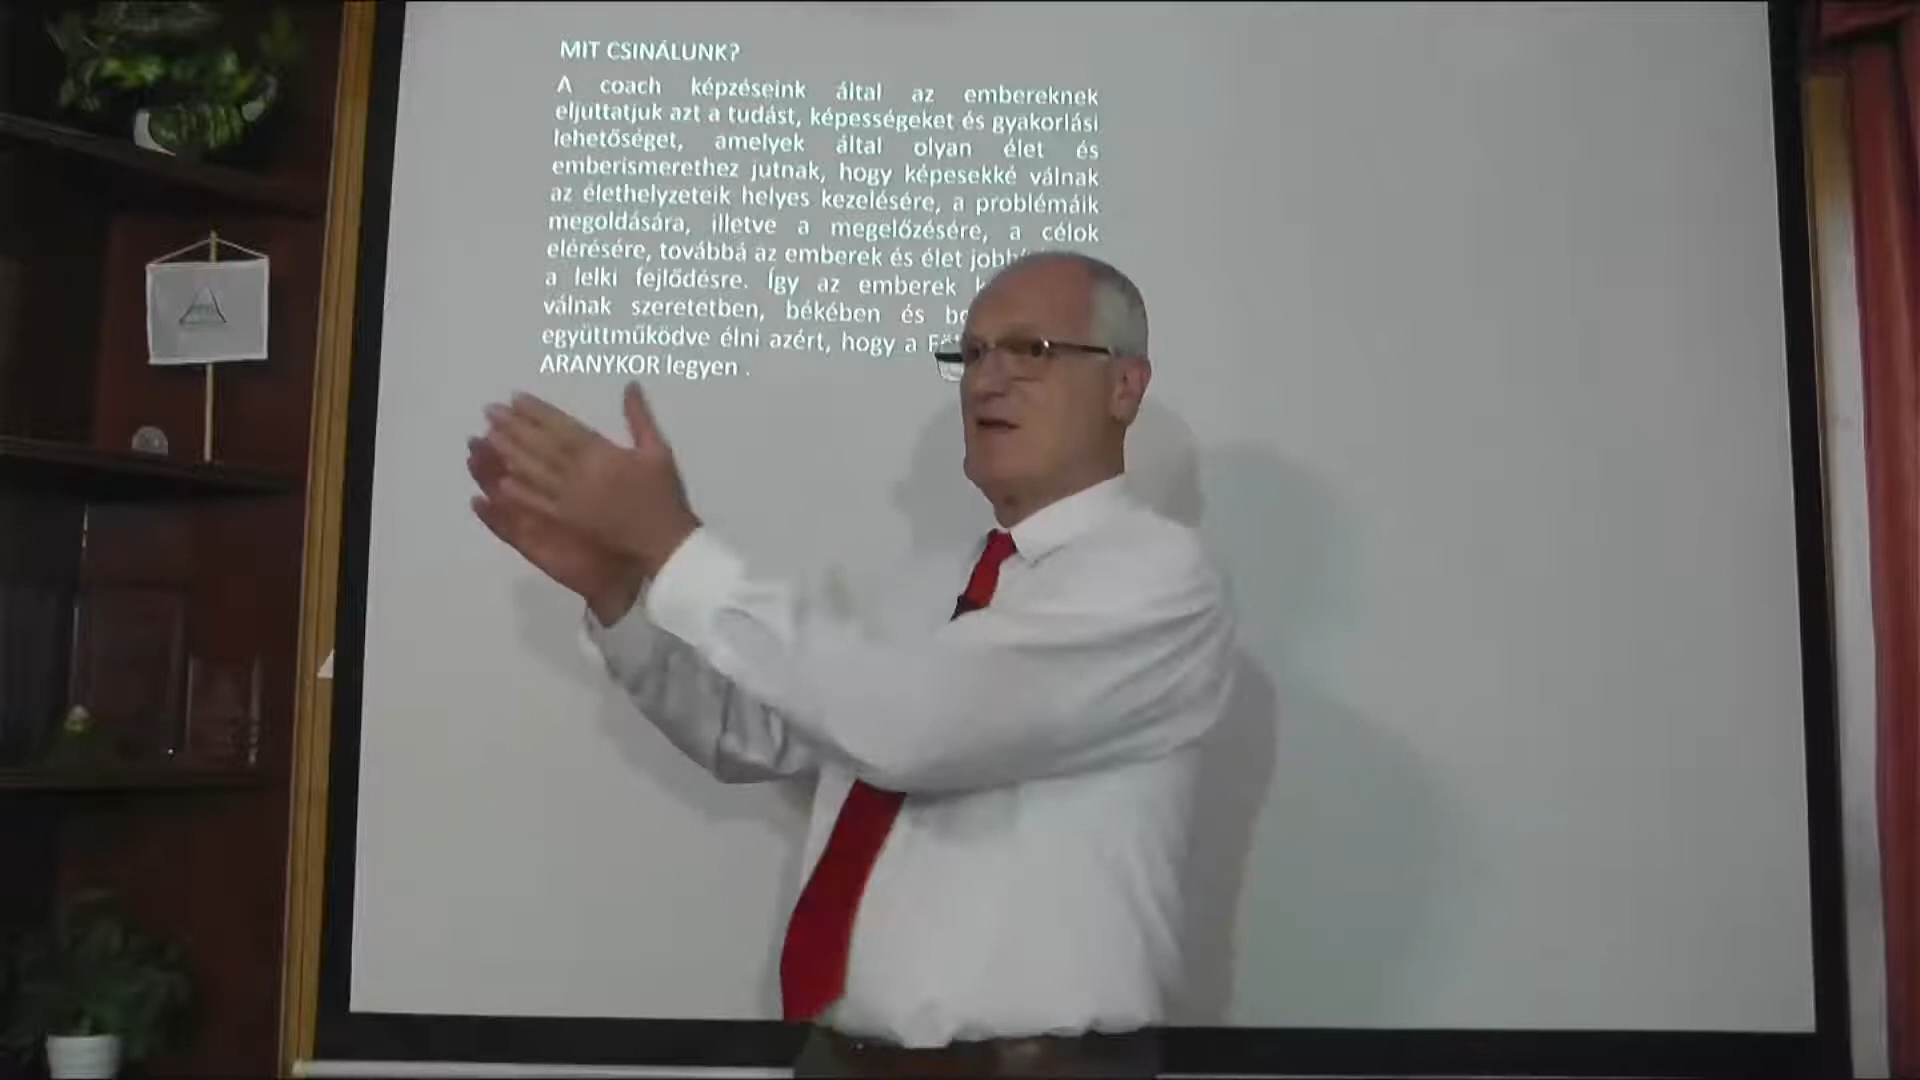 MIT CSINÁLUNK?
A coach képzéseink által az embereknek
eljuttatjuk azt a tudást, képességeket és gyakorlási
lehetőséget, amelyek által olyan élet és
emberismerethez jutnak, hogy képesekké válnak
az élethelyzeteik helyes kezelésére, a problémáik
megoldására, illetve a megelőzésére, a célok
elérésére, továbbá az emberek és élet
a lelki fejlődésre. Így az emberek
válnak szeretetben, békében és
együttműködve élni azért, hogy a
ARANYKOR legyen .